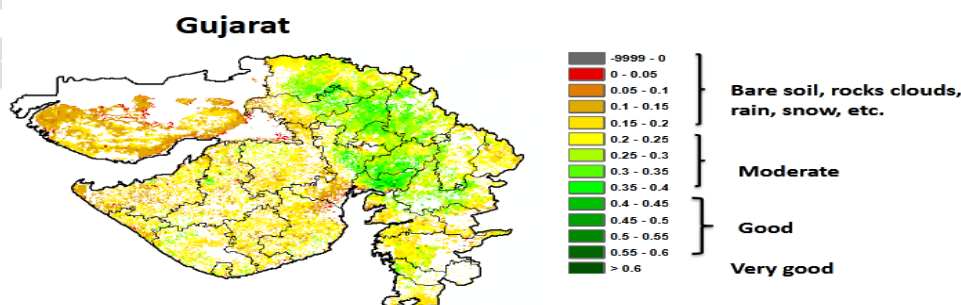 Gujarat
-9999 - 0
0 - 0.05
0.05 - 0.1
0.1 - 0.15
0.15 - 0.2
0.2 - 0.25
0.25 - 0.3
0.3 - 0.35
0.35 - 0.4
0.4 - 0.45
0.45 - 0.5
0.5 - 0.55
0.55 - 0.6
> 0.6
Bare soil, rocks clouds,
rain, snow, etc.
Moderate
Good
Very good